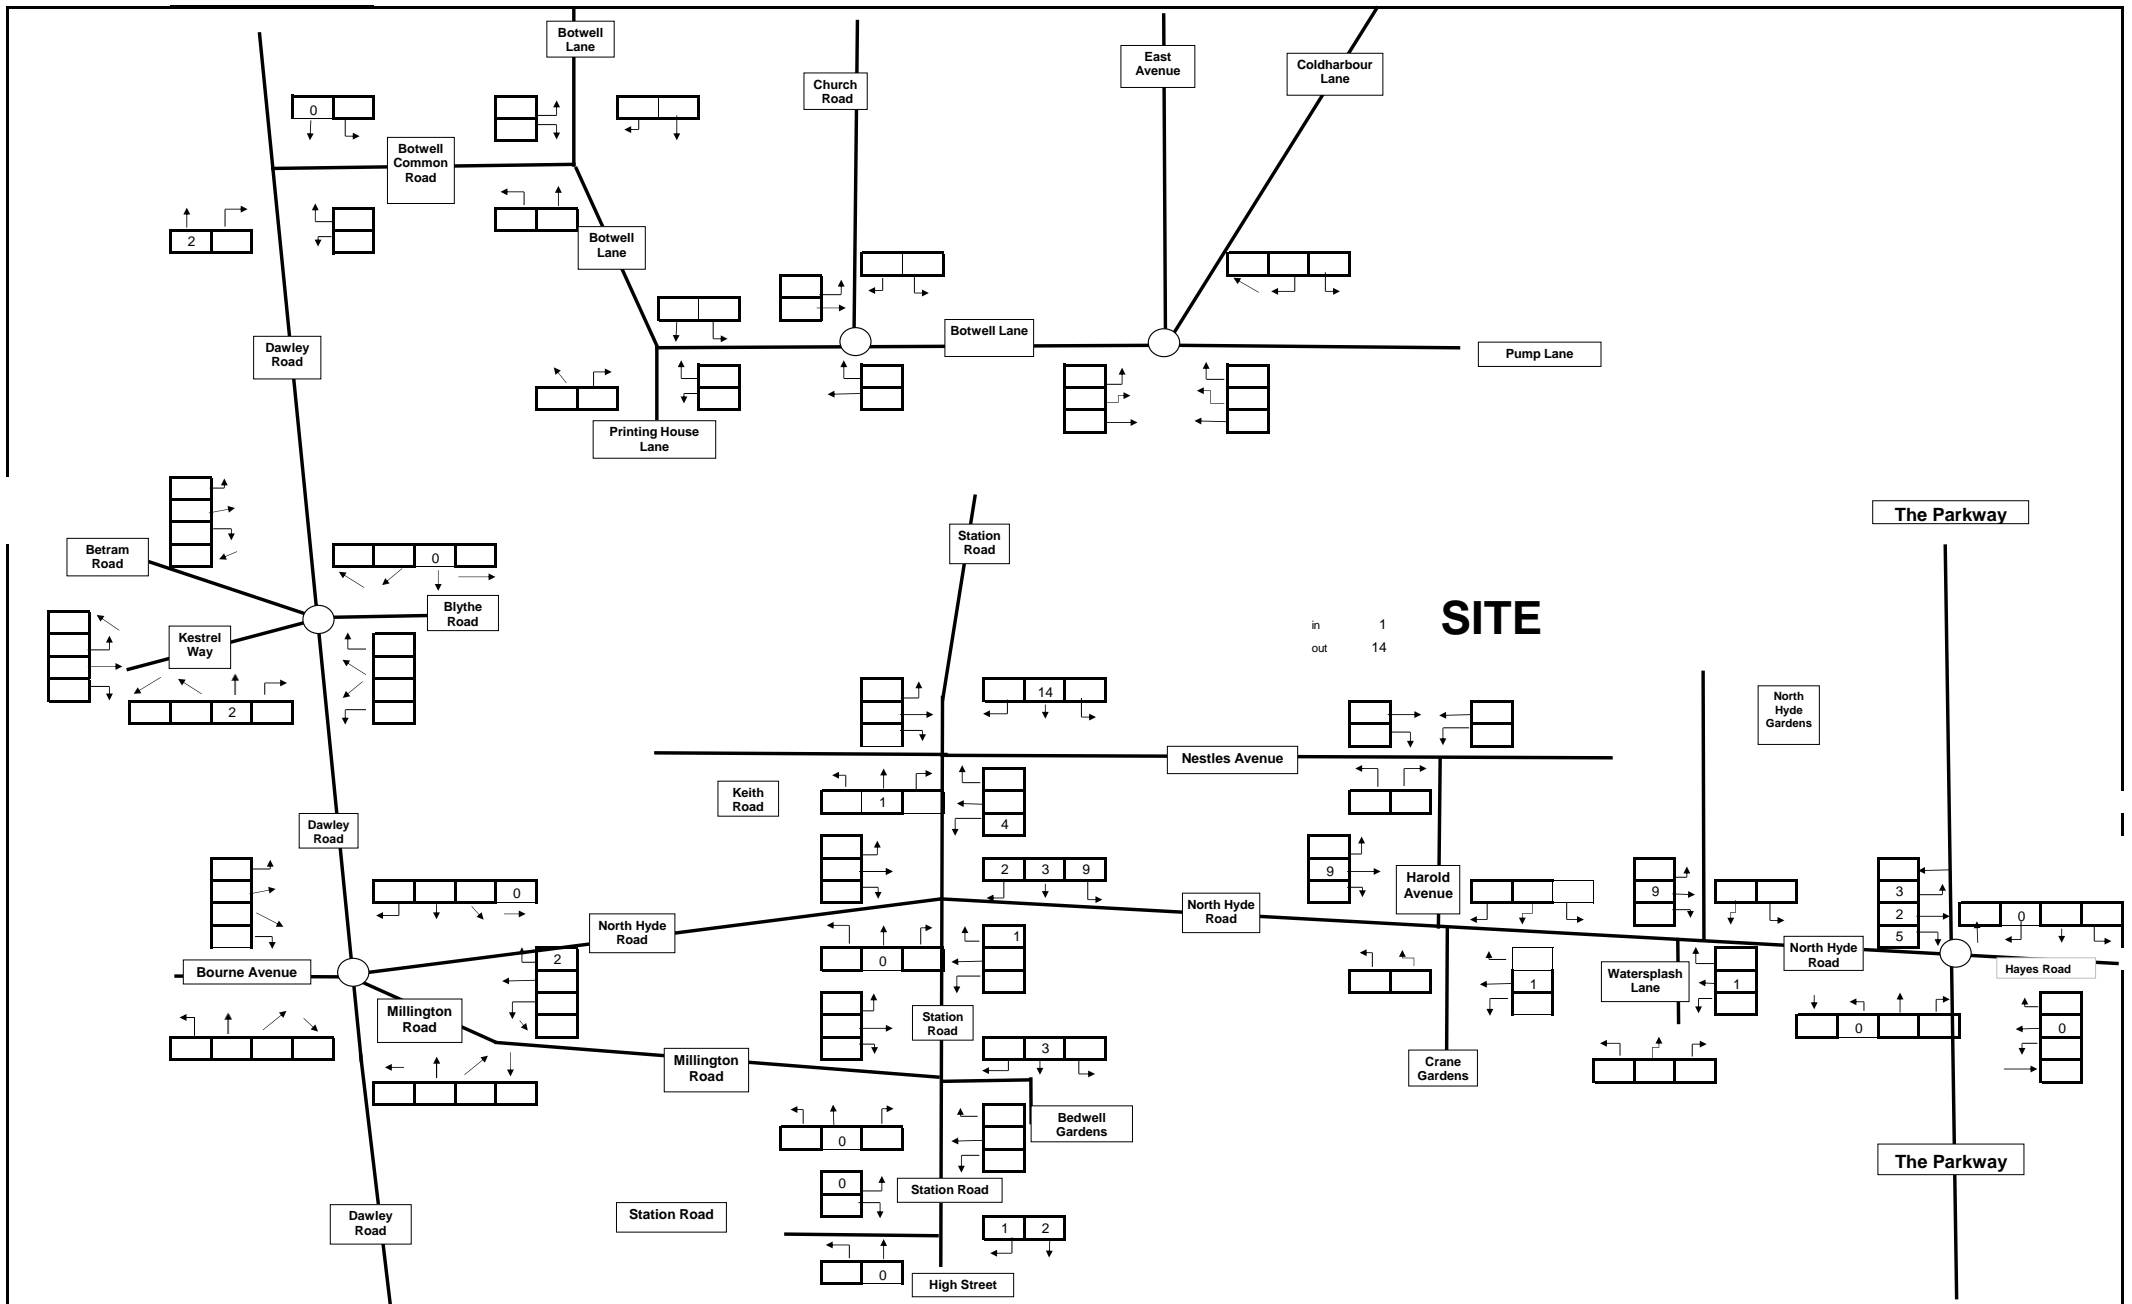 Botwell
Lane
East
Avenue
Coldharbour
Lane
Church
Road
0
Botwell
Common
Road
2
Botwell
Lane
Botwell Lane
Dawley
Road
Pump Lane
Printing House
Lane
The Parkway
Station
Road
Betram
Road
0
Blythe
Road
SITE
in 1
out 14
Kestrel
Way
2
14
North
Hyde
Gardens
Nestles Avenue
Keith
Road
1
4
Dawley
Road
0
2 3 9
9
Harold
Avenue
9
3
2
5
0
North Hyde
Road
North Hyde
Road
North Hyde
Road
Hayes Road
Bourne Avenue
2
0
1
1
Watersplash
Lane
1
Millington
Road
Station
Road
0
0
Millington
Road
3
Crane
Gardens
0
Bedwell
Gardens
The Parkway
0
Station Road
Dawley
Road
Station Road
1 2
0
High Street